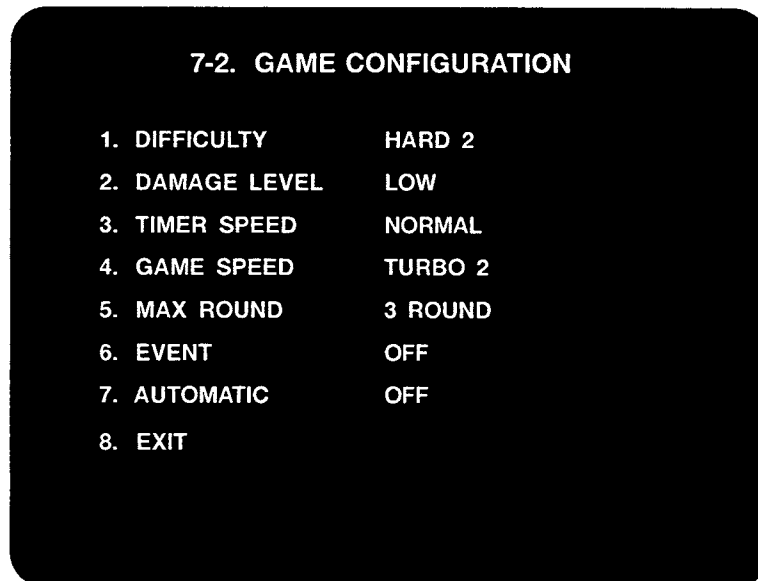 7-2. GAME CONFIGURATION
1. DIFFICULTY HARD 2
2. DAMAGE LEVEL LOW
3. TIMER SPEED NORMAL
4. GAME SPEED TURBO 2
5. MAX ROUND 3 ROUND
6. EVENT OFF
7. AUTOMATIC OFF
8. EXIT